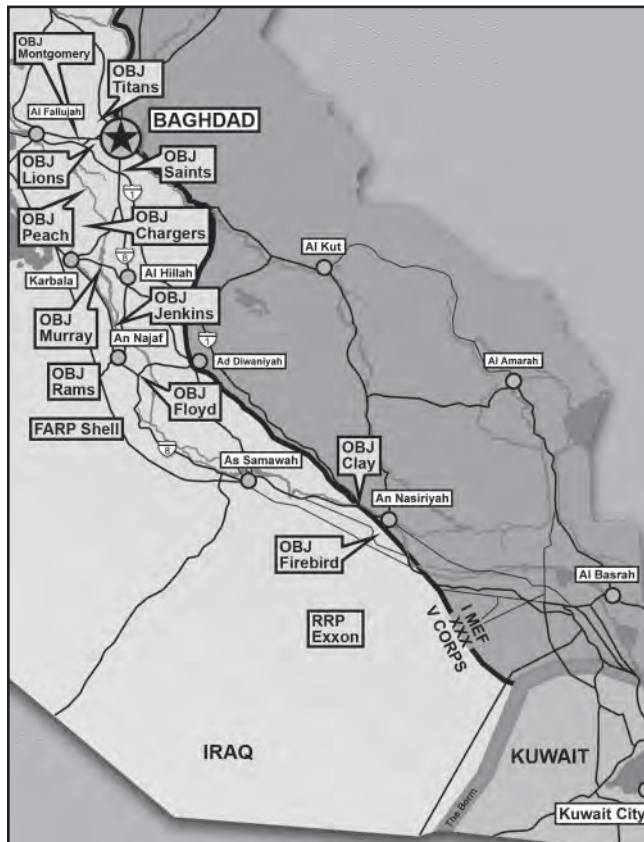 OBJ
Montgomery
OBJ
Titans
Al Fallujah
BAGHDAD
OBJ
Lions
OBJ
Saints
1
OBJ
Peach
OBJ
Chargers
Al Kut
8
Karbala
Al Hillah
OBJ
Murray
OBJ
Jenkins
An Najaf
1
Ad Diwaniyah
OBJ
Rams
OBJ
Floyd
Al Amarah
FARP Shell
8
As Samawah
OBJ
Clay
An Nasiriyah
OBJ
Firebird
Al Basrah
RRP
Exxon
I MEF
XXX
V CORPS
IRAQ
KUWAIT
The Berm
Kuwait City